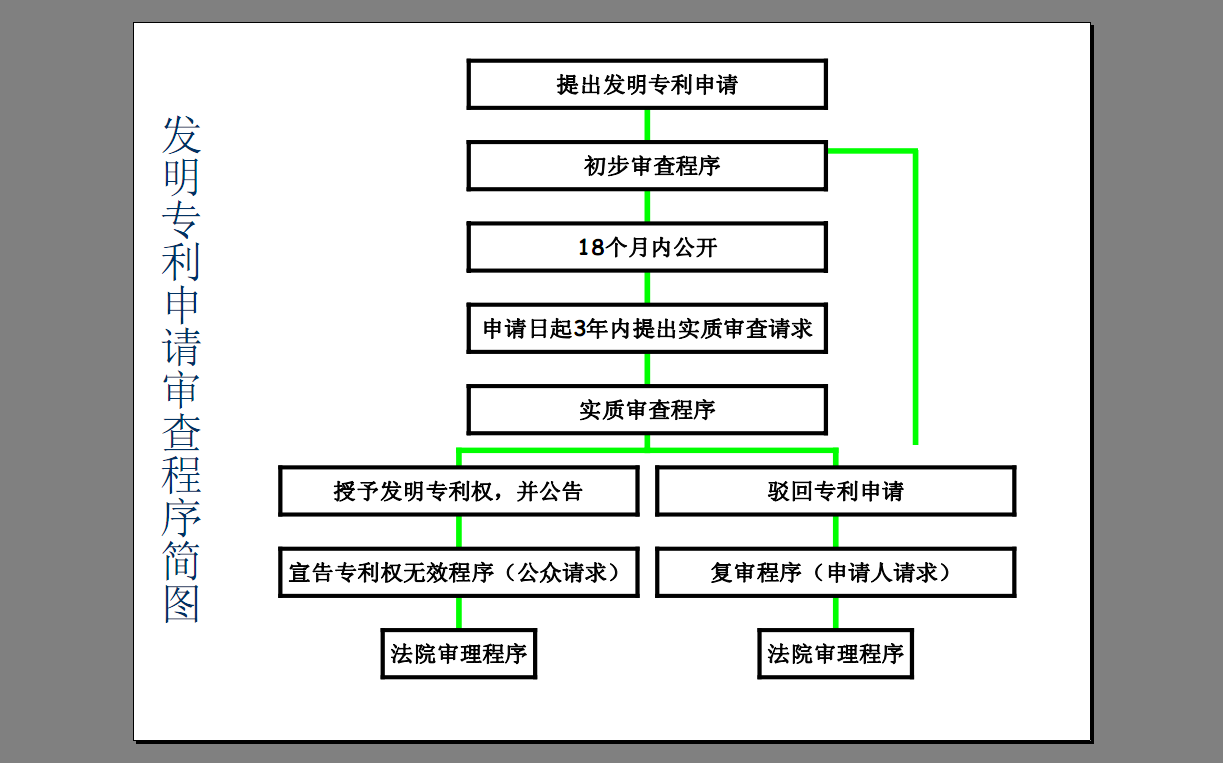 发明专利申请审查程序简图
提出发明专利申请
初步审查程序
18个月内公开
申请日起3年内提出实质审查请求
实质审查程序
授予发明专利权，并公告
驳回专利申请
宣告专利权无效程序（公众请求）
复审程序（申请人请求）
法院审理程序
法院审理程序